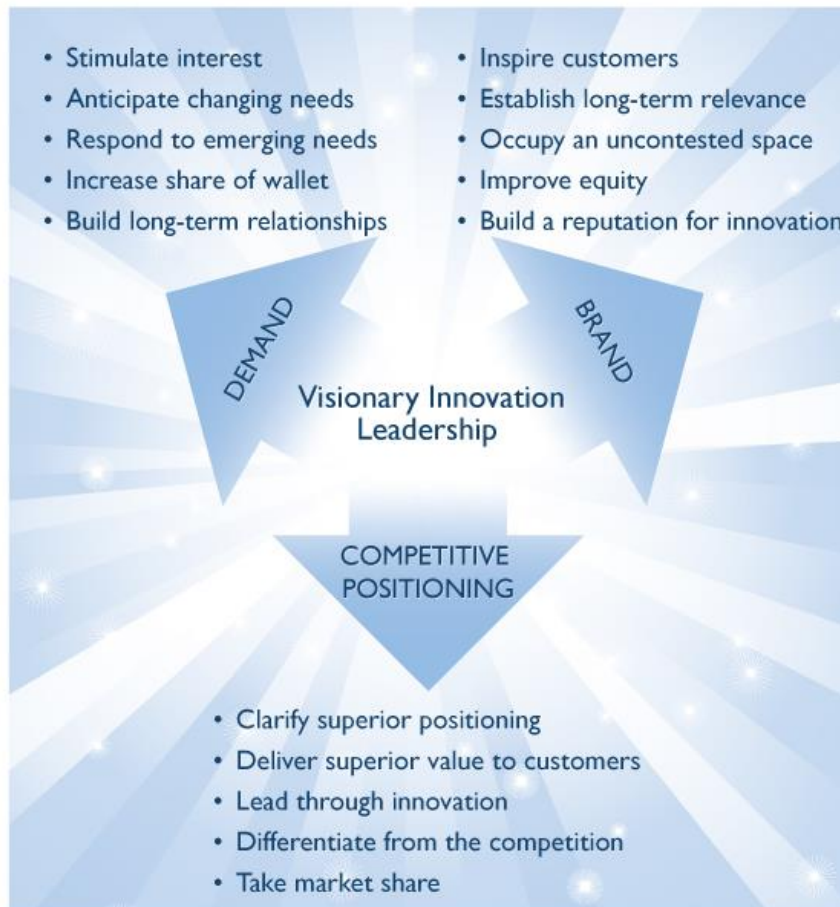 • Stimulate interest
• Anticipate changing needs
• Respond to emerging needs
• Increase share of wallet
• Build long-term relationships
• Inspire customers
• Establish long-term relevance
• Occupy an uncontested space
• Improve equity
• Build a reputation for innovation
DEMAND
BRAND
Visionary Innovation
Leadership
COMPETITIVE
POSITIONING
• Clarify superior positioning
• Deliver superior value to customers
• Lead through innovation
• Differentiate from the competition
• Take market share